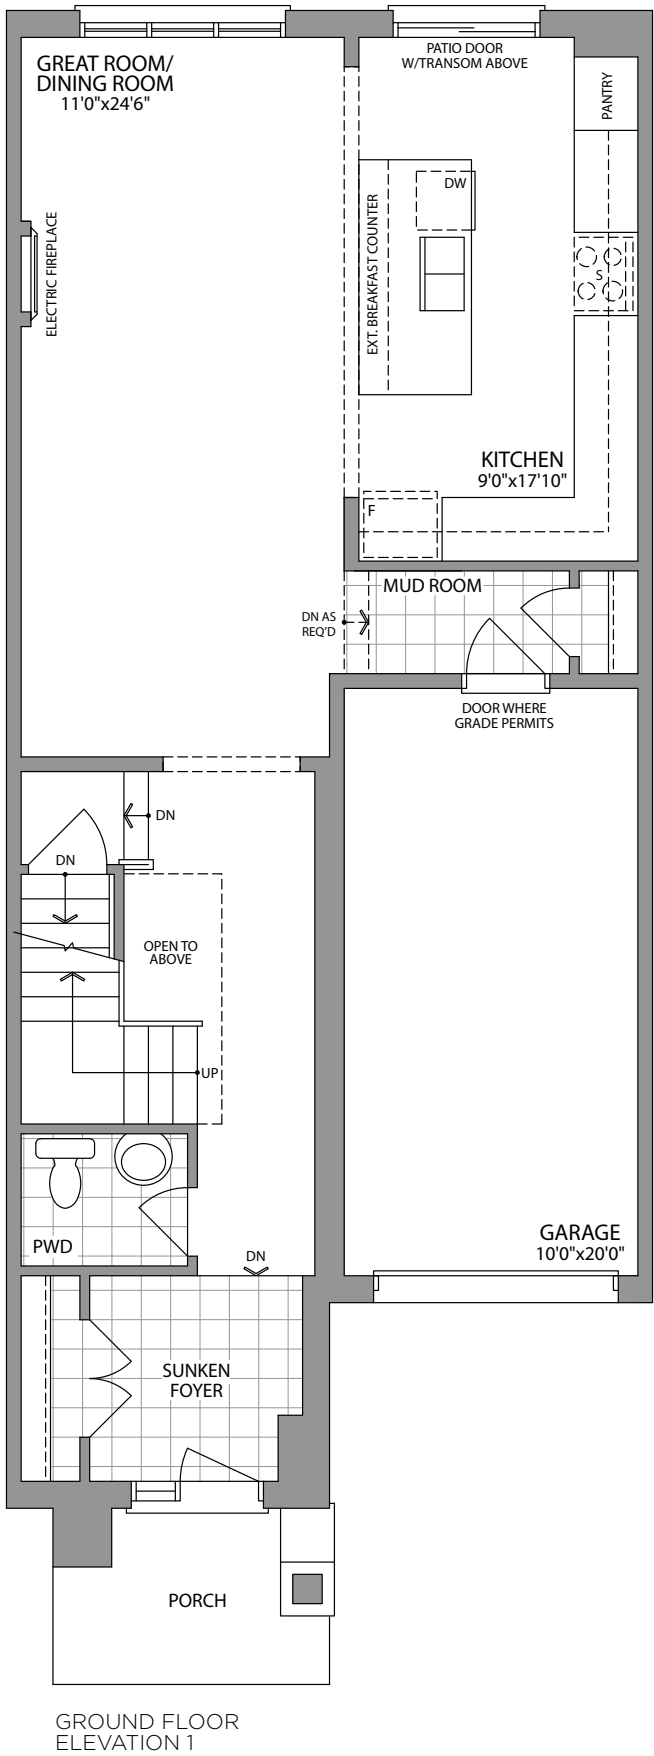 GREAT ROOM/
DINING ROOM
11'0"x24'6"
PATIO DOOR
W/TRANSOM ABOVE
PANTRY
DW
EXT. BREAKFAST COUNTER
ELECTRIC FIREPLACE
S
KITCHEN
9'0"x17'10"
F
MUD ROOM
DN AS
REQ'D
DOOR WHERE
GRADE PERMITS
DN
DN
OPEN TO
ABOVE
UP
PWD
DN
GARAGE
10'0"x20'0"
SUNKEN
FOYER
PORCH
GROUND FLOOR
ELEVATION 1